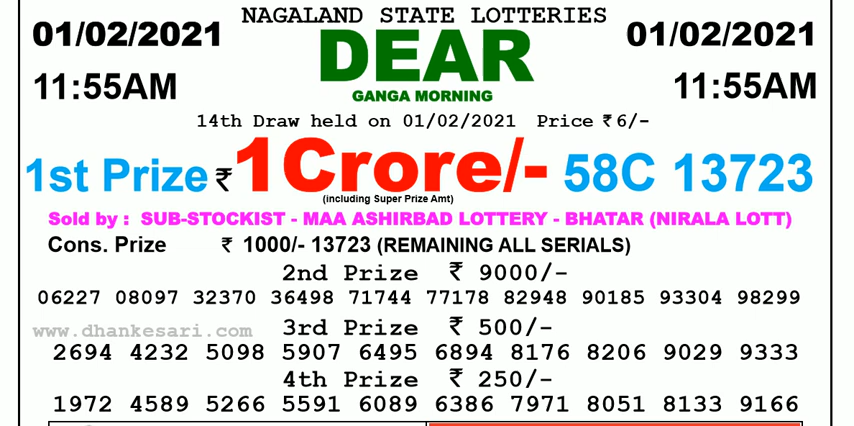 NAGALAND STATE LOTTERIES
01/02/2021 DEAR 01/02/2021
11:55AM GANGA MORNING 11:55AM
14th Draw held on 01/02/2021 Price ₹ 6/-
1st Prize ₹ 1Crore/- 58C 13723
(including Super Prize Amt)
Sold by : SUB-STOCKIST - MAA ASHIRBAD LOTTERY - BHATAR (NIRALA LOTT)
Cons. Prize ₹ 1000/- 13723 (REMAINING ALL SERIALS)
2nd Prize ₹ 9000/-
06227 08097 32370 36498 71744 77178 82948 90185 93304 98299
www.dhankesari.com 3rd Prize ₹ 500/-
2694 4232 5098 5907 6495 6894 8176 8206 9029 9333
4th Prize ₹ 250/-
1972 4589 5266 5591 6089 6386 7971 8051 8133 9166